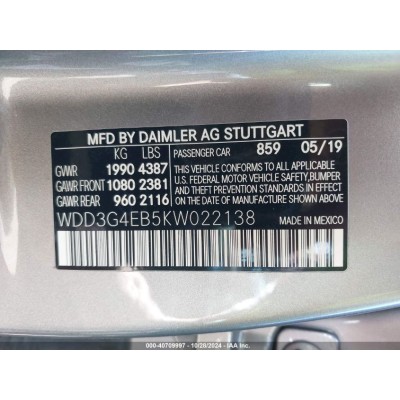 MFD BY DAIMLER AG STUTTGART
KG LBS PASSENGER CAR 859 05/19
GVWR 1990 4387 THIS VEHICLE CONFORMS TO ALL
GAWR FRONT 1080 2381 APPLICABLE U.S. FEDERAL MOTOR
VEHICLE SAFETY, BUMPER
GAWR REAR 960 2116 AND THEFT PREVENTION STANDARDS
IN EFFECT ON THE
DATE OF MANUFACTURE SHOWN ABOVE
WDD3G4EB5KW022138 MADE IN MEXICO
000-40709997 - 10/20/2024 - IAA